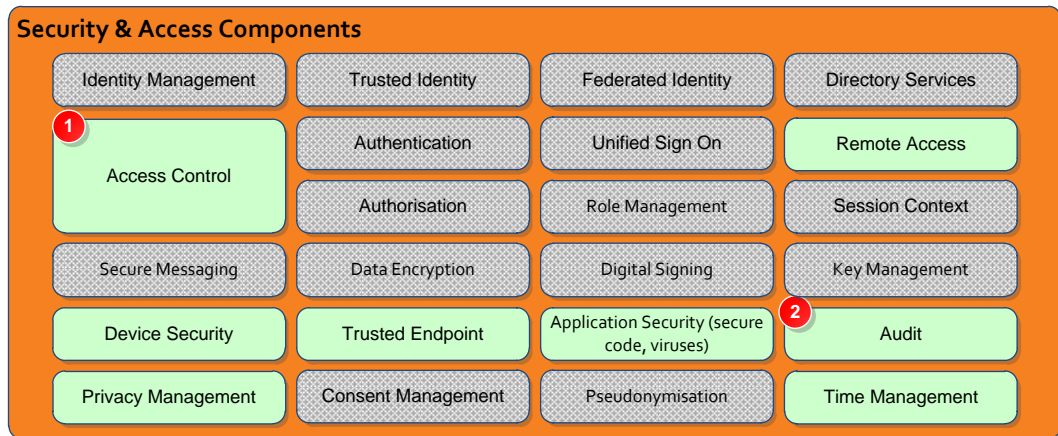 Security & Access Components
Identity Management
Trusted Identity
Federated Identity
Directory Services
1
Access Control
Authentication
Unified Sign On
Remote Access
Authorisation
Role Management
Session Context
Secure Messaging
Data Encryption
Digital Signing
Key Management
Device Security
Trusted Endpoint
Application Security (secure
code, viruses)
2
Audit
Privacy Management
Consent Management
Pseudonymisation
Time Management